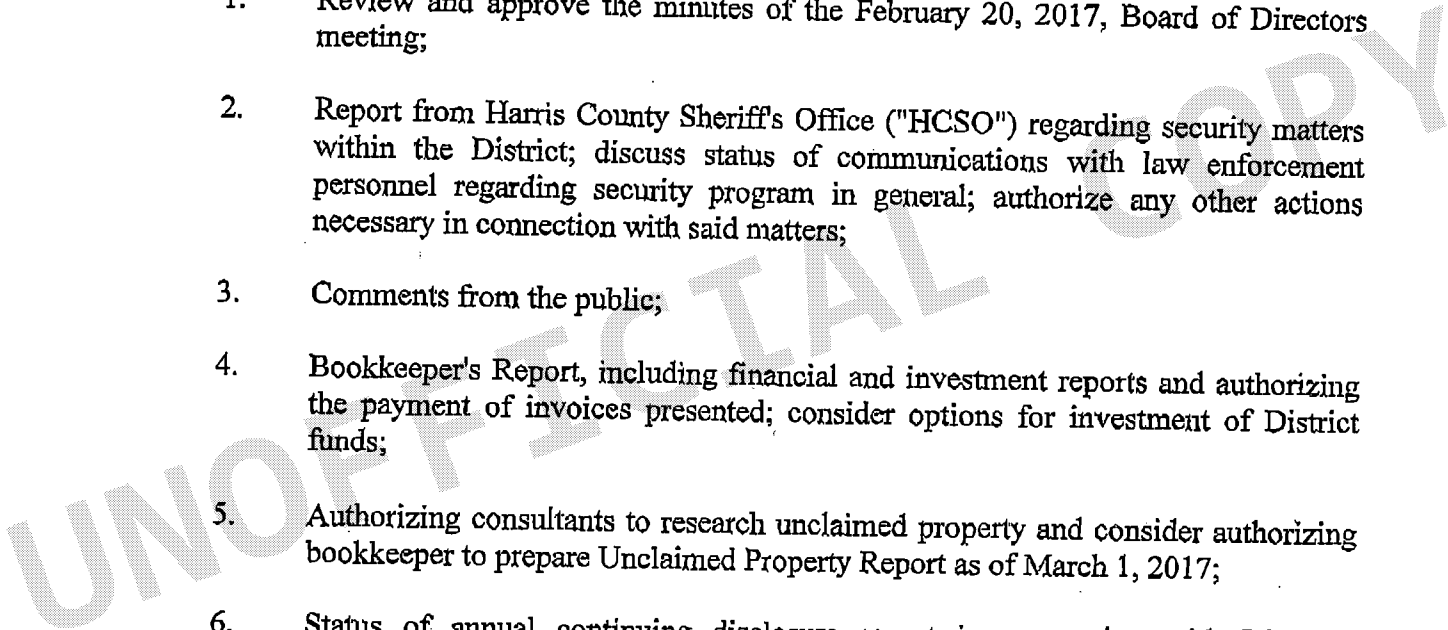 1. Review and approve the minutes of the February 20, 2017, Board of Directors
meeting;
2. Report from Harris County Sheriff's Office ("HCSO") regarding security matters
within the District; discuss status of communications with law enforcement
personnel regarding security program in general; authorize any other actions
necessary in connection with said matters;
3. Comments from the public;
4. Bookkeeper's Report, including financial and investment reports and authorizing
the payment of invoices presented; consider options for investment of District
funds;
5. Authorizing consultants to research unclaimed property and consider authorizing
bookkeeper to prepare Unclaimed Property Report as of March 1, 2017;
6. Status of annual continuing disclosure
UNOFFICIAL COPY